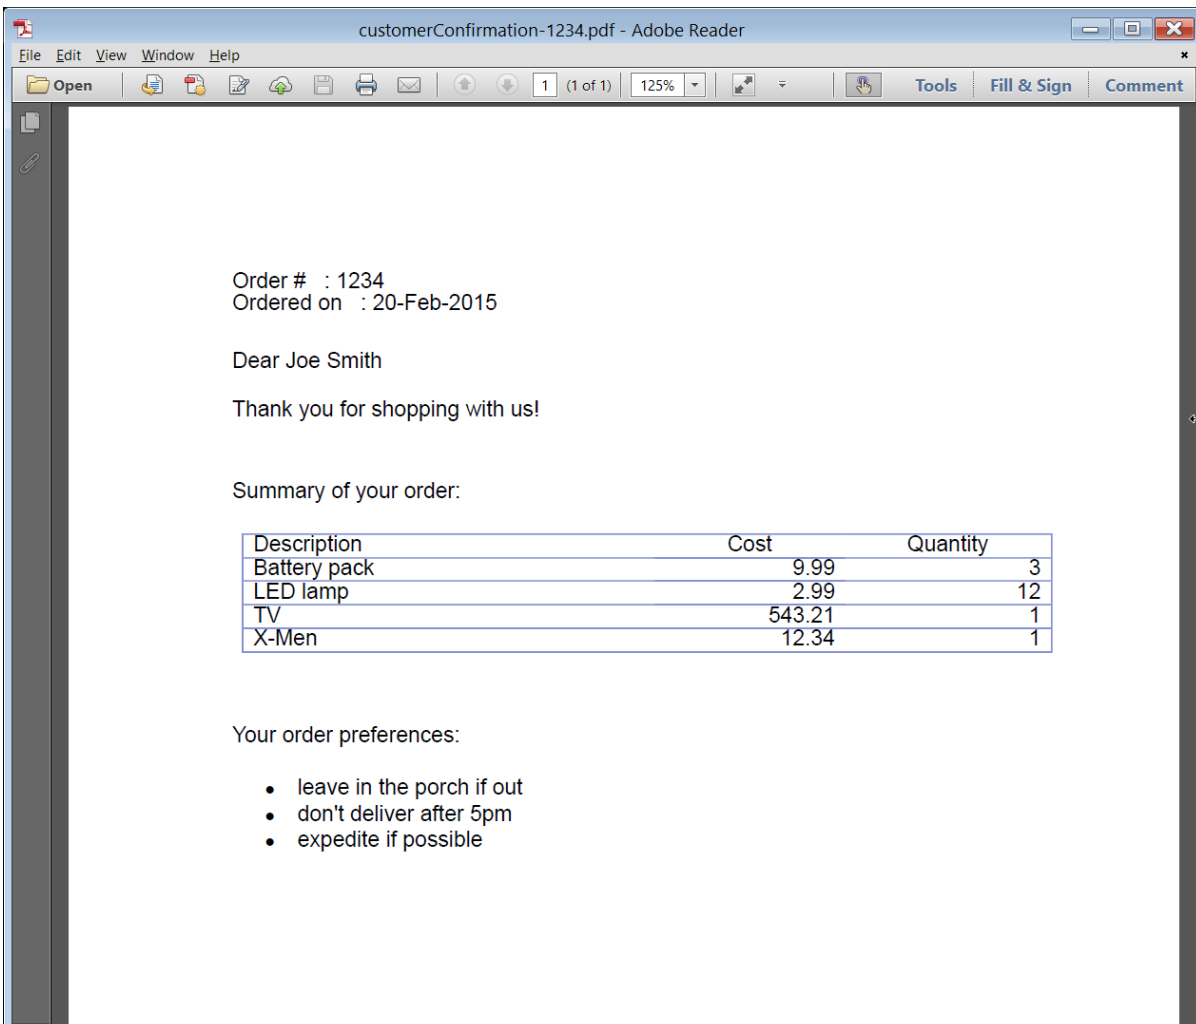 customerConfirmation-1234.pdf - Adobe Reader
File Edit View Window Help
Open 1 (1 of 1) 125% Tools Fill & Sign Comment
Order # : 1234
Ordered on : 20-Feb-2015
Dear Joe Smith
Thank you for shopping with us!
Summary of your order:
Description Cost Quantity
Battery pack 9.99 3
LED lamp 2.99 12
TV 543.21 1
X-Men 12.34 1
Your order preferences:
• leave in the porch if out
• don't deliver after 5pm
• expedite if possible